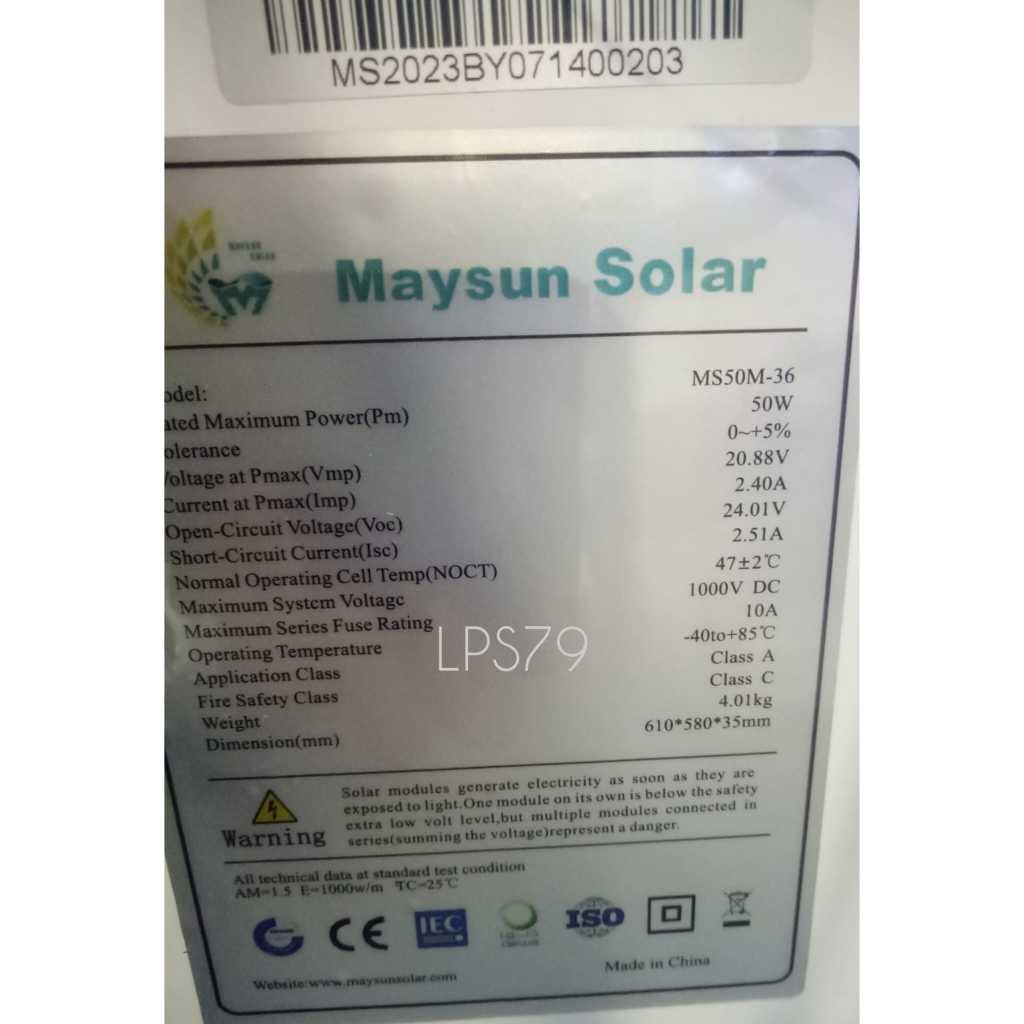 MS2023BY071400203
MAYSUN
SOLAR
Maysun Solar
odel: MS50M-36
ated Maximum Power(Pm) 50W
olerance 0~+5%
Voltage at Pmax(Vmp) 20.88V
Current at Pmax(Imp) 2.40A
Open-Circuit Voltage(Voc) 24.01V
Short-Circuit Current(Isc) 2.51A
Normal Operating Cell Temp(NOCT) 47±2℃
Maximum System Voltage 1000V DC
Maximum Series Fuse Rating 10A
Operating Temperature -40to+85℃
Application Class Class A
Fire Safety Class Class C
Weight 4.01kg
Dimension(mm) 610*580*35mm
LPS79
Warning
Solar modules generate electricity as soon as they are
exposed to light.One module on its own is below the safety
extra low volt level,but multiple modules connected in
series(summing the voltage)represent a danger.
All technical data at standard test condition
AM=1.5 E=1000w/m TC=25℃
CE IEC ISO
Website:www.maysunsolar.com
Made in China